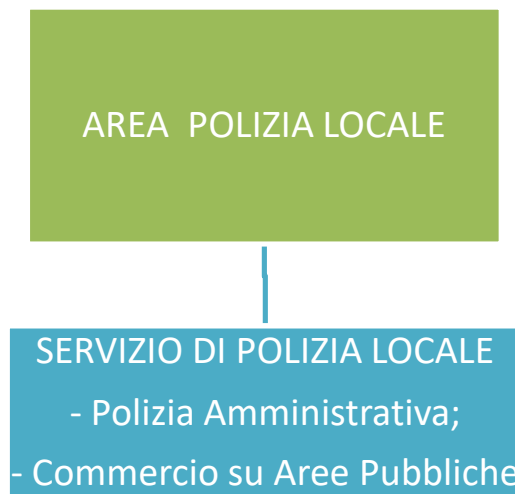 AREA POLIZIA LOCALE
SERVIZIO DI POLIZIA LOCALE
- Polizia Amministrativa;
- Commercio su Aree Pubbliche